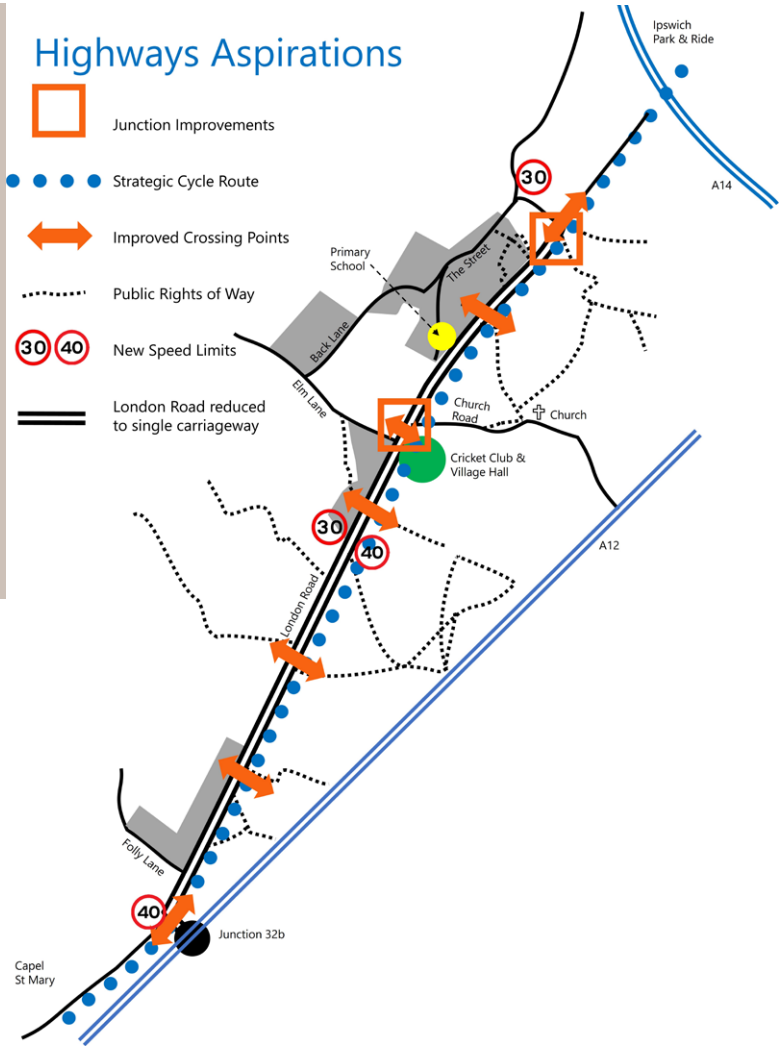 Highways Aspirations
Junction Improvements
Strategic Cycle Route
Improved Crossing Points
Public Rights of Way
30 40
New Speed Limits
London Road reduced
to single carriageway
Ipswich
Park & Ride
A14
30
Primary
School
The Street
Back Lane
Elm Lane
Church
Road
Church
Cricket Club &
Village Hall
30
40
A12
London Road
Folly Lane
40
Junction 32b
Capel
St Mary